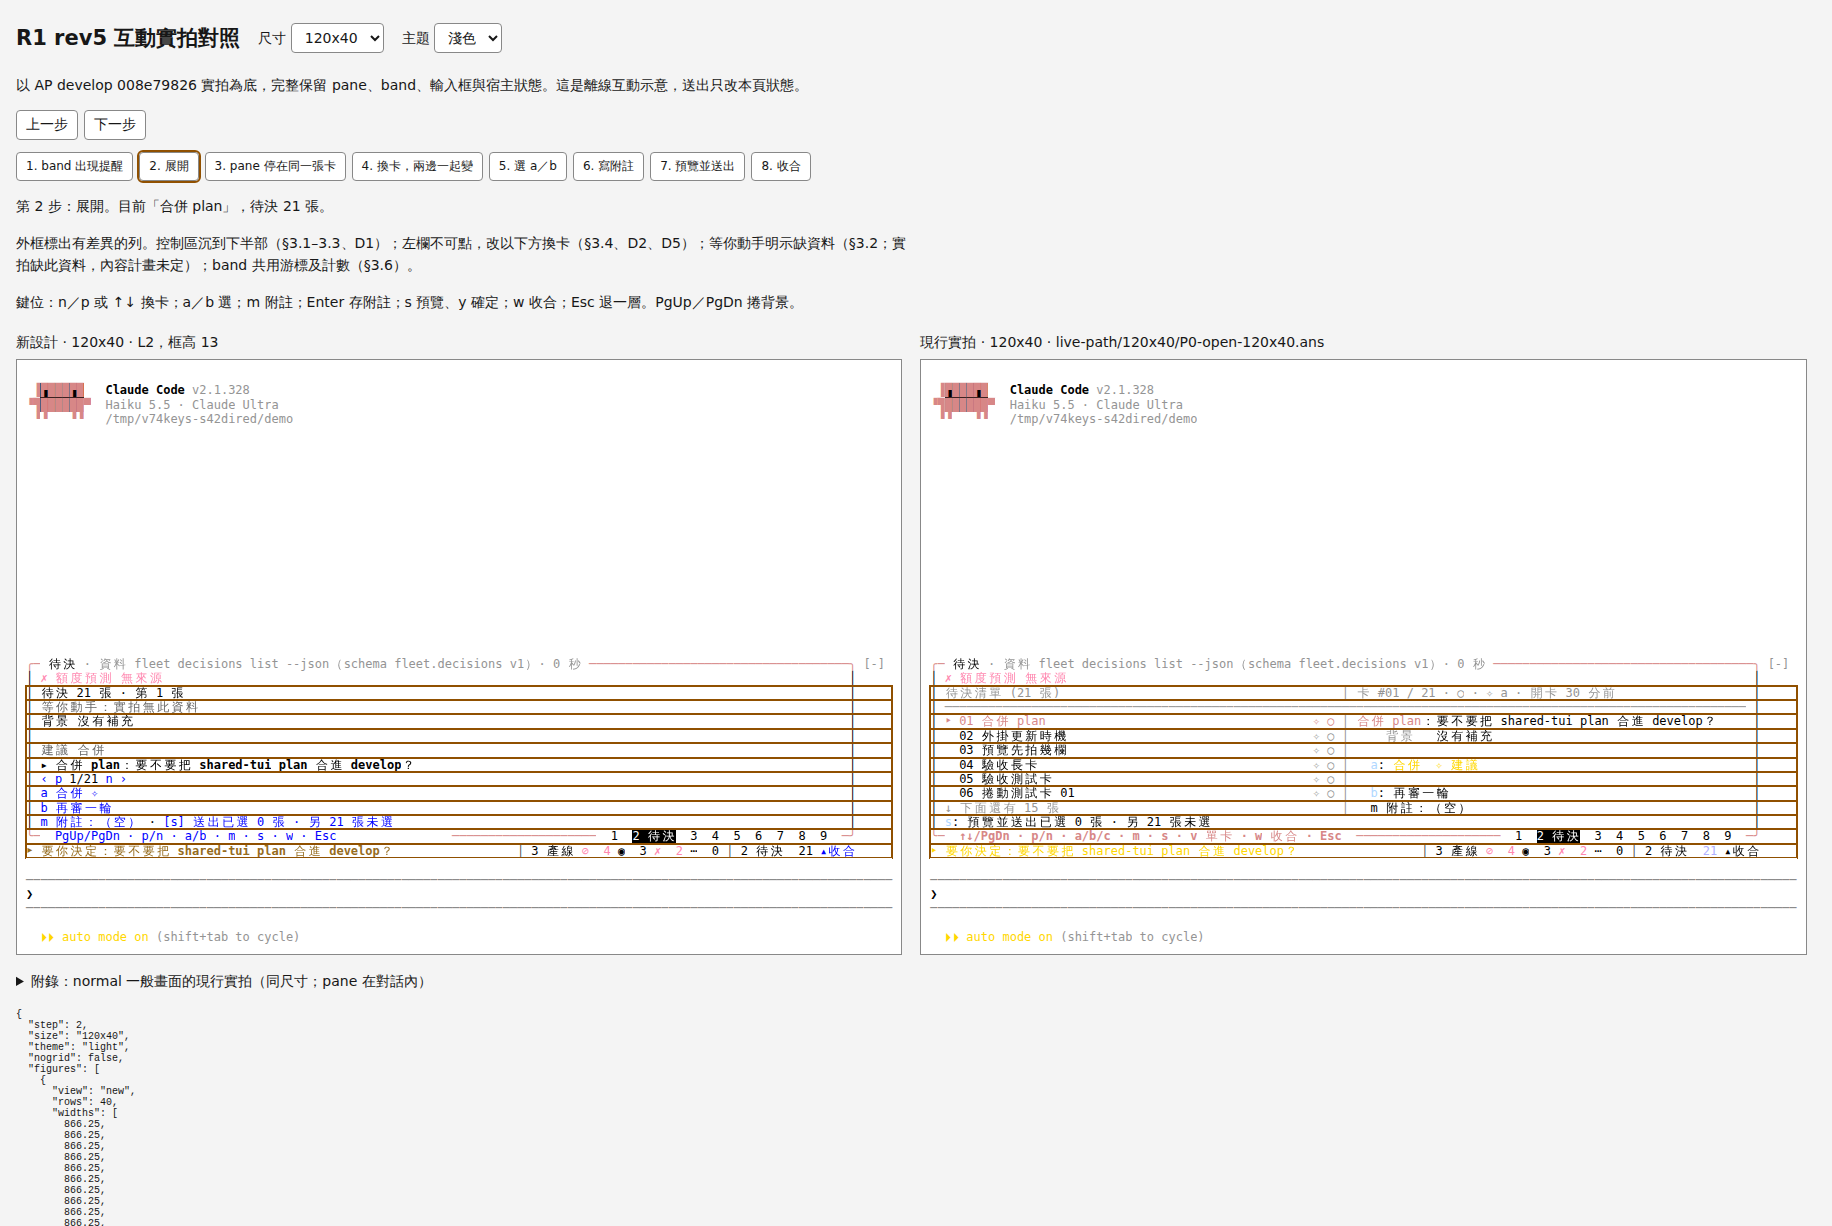 R1 rev5 互動實拍對照 尺寸 120x40 主題 淺色
以 AP develop 008e79826 實拍為底，完整保留 pane、band、輸入框與宿主狀態。這是離線互動示意，送出只改本頁狀態。
上一步 下一步
1. band 出現提醒 2. 展開 3. pane 停在同一張卡 4. 換卡，兩邊一起變 5. 選 a／b 6. 寫附註 7. 預覽並送出 8. 收合
第 2 步：展開。目前「合併 plan」，待決 21 張。
外框標出有差異的列。控制區沉到下半部（§3.1–3.3、D1）；左欄不可點，改以下方換卡（§3.4、D2、D5）；等你動手明示缺資料（§3.2；實
拍缺此資料，內容計畫未定）；band 共用游標及計數（§3.6）。
鍵位：n／p 或 ↑↓ 換卡；a／b 選；m 附註；Enter 存附註；s 預覽、y 確定；w 收合；Esc 退一層。PgUp／PgDn 捲背景。
新設計 · 120x40 · L2，框高 13
Claude Code v2.1.328
Haiku 5.5 · Claude Ultra
/tmp/v74keys-s42dired/demo
待決 · 資料 fleet decisions list --json（schema fleet.decisions v1）· 0 秒 [-]
✗ 額度預測 無來源
待決 21 張 · 第 1 張
等你動手：實拍無此資料
背景 沒有補充
建議 合併
▸ 合併 plan：要不要把 shared-tui plan 合進 develop？
‹ p 1/21 n ›
a 合併 ✧
b 再審一輪
m 附註：（空） · [s] 送出已選 0 張 · 另 21 張未選
PgUp/PgDn · p/n · a/b · m · s · w · Esc 1 2 待決 3 4 5 6 7 8 9
▸ 要你決定：要不要把 shared-tui plan 合進 develop？ | 3 產線 ⊘ 4 ◉ 3 ✗ 2 ⋯ 0 | 2 待決 21 ▴收合
❯
⏵⏵ auto mode on (shift+tab to cycle)
現行實拍 · 120x40 · live-path/120x40/P0-open-120x40.ans
Claude Code v2.1.328
Haiku 5.5 · Claude Ultra
/tmp/v74keys-s42dired/demo
待決 · 資料 fleet decisions list --json（schema fleet.decisions v1）· 0 秒 [-]
✗ 額度預測 無來源
待決清單 (21 張) | 卡 #01 / 21 · ○ · ✧ a · 開卡 30 分前
▸ 01 合併 plan ✧ ○ | 合併 plan：要不要把 shared-tui plan 合進 develop？
02 外掛更新時機 ✧ ○ | 背景 沒有補充
03 預覽先拍幾欄 ✧ ○ |
04 驗收長卡 ✧ ○ | a: 合併 ✧ 建議
05 驗收測試卡 ✧ ○ |
06 捲動測試卡 01 ✧ ○ | b: 再審一輪
↓ 下面還有 15 張 | m 附註：（空）
s: 預覽並送出已選 0 張 · 另 21 張未選
↑↓/PgDn · p/n · a/b/c · m · s · v 單卡 · w 收合 · Esc 1 2 待決 3 4 5 6 7 8 9
▸ 要你決定：要不要把 shared-tui plan 合進 develop？ | 3 產線 ⊘ 4 ◉ 3 ✗ 2 ⋯ 0 | 2 待決 21 ▴收合
❯
⏵⏵ auto mode on (shift+tab to cycle)
▶ 附錄：normal 一般畫面的現行實拍（同尺寸；pane 在對話內）
{
"step": 2,
"size": "120x40",
"theme": "light",
"nogrid": false,
"figures": [
{
"view": "new",
"rows": 40,
"widths": [
866.25,
866.25,
866.25,
866.25,
866.25,
866.25,
866.25,
866.25,
866.25,
866.25,